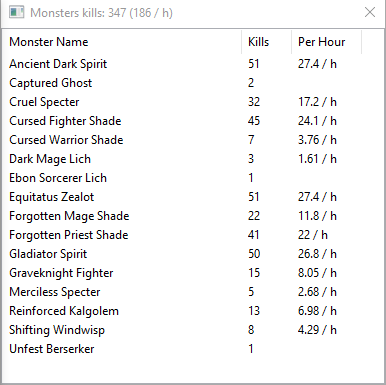 Monsters kills: 347 (186 / h)
Monster Name Kills Per Hour
Ancient Dark Spirit 51 27.4 / h
Captured Ghost 2
Cruel Specter 32 17.2 / h
Cursed Fighter Shade 45 24.1 / h
Cursed Warrior Shade 7 3.76 / h
Dark Mage Lich 3 1.61 / h
Ebon Sorcerer Lich 1
Equitatus Zealot 51 27.4 / h
Forgotten Mage Shade 22 11.8 / h
Forgotten Priest Shade 41 22 / h
Gladiator Spirit 50 26.8 / h
Graveknight Fighter 15 8.05 / h
Merciless Specter 5 2.68 / h
Reinforced Kalgolem 13 6.98 / h
Shifting Windwisp 8 4.29 / h
Unfest Berserker 1